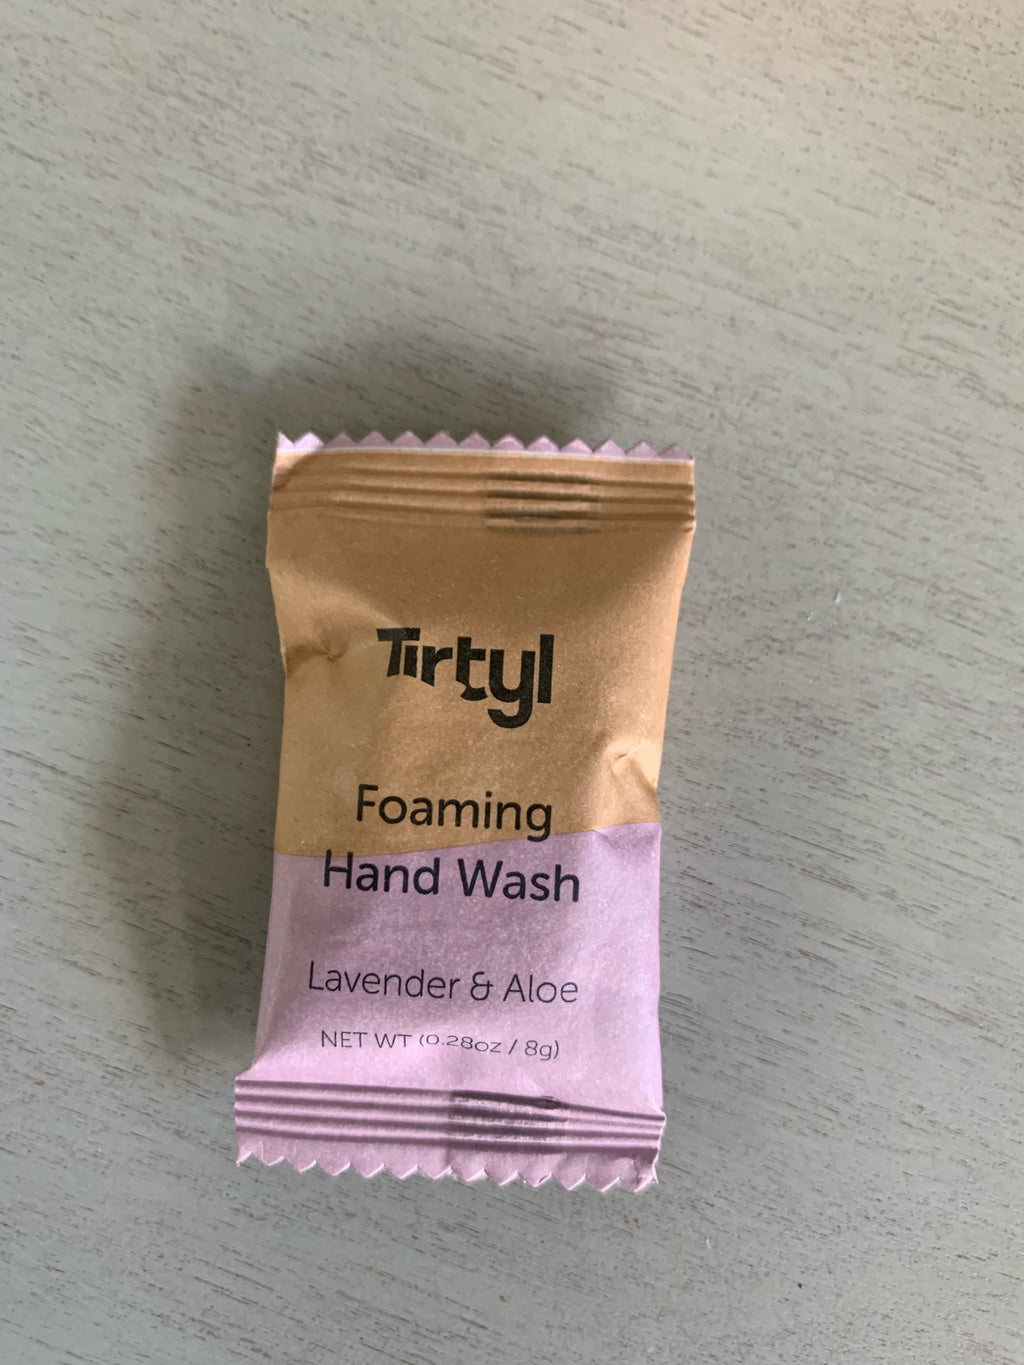 Tirtyl
Foaming
Hand Wash
Lavender & Aloe
NET WT (0.28oz / 8g)